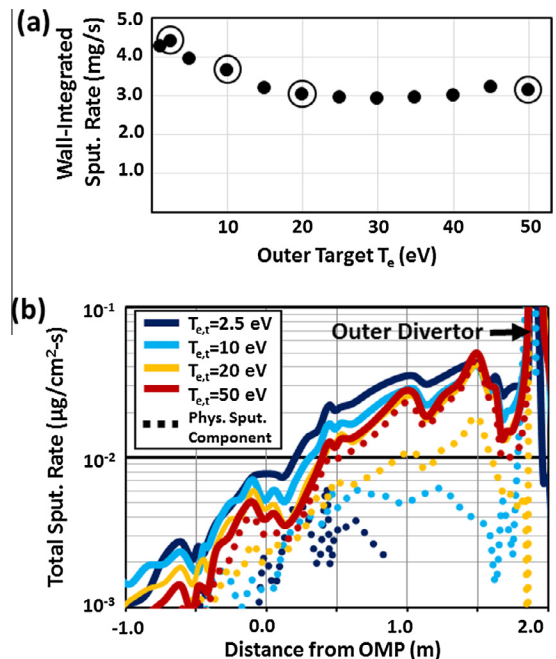 (a)
Wall-Integrated
Sput. Rate (mg/s)
5.0
4.0
3.0
2.0
1.0
10
20
30
40
50
Outer Target Te (eV)
(b)
Total Sput. Rate (μg/cm²-s)
10⁻¹
10⁻²
10⁻³
Te,t=2.5 eV
Te,t=10 eV
Te,t=20 eV
Te,t=50 eV
Phys. Sput.
Component
Outer Divertor
-1.0
0.0
1.0
2.0
Distance from OMP (m)